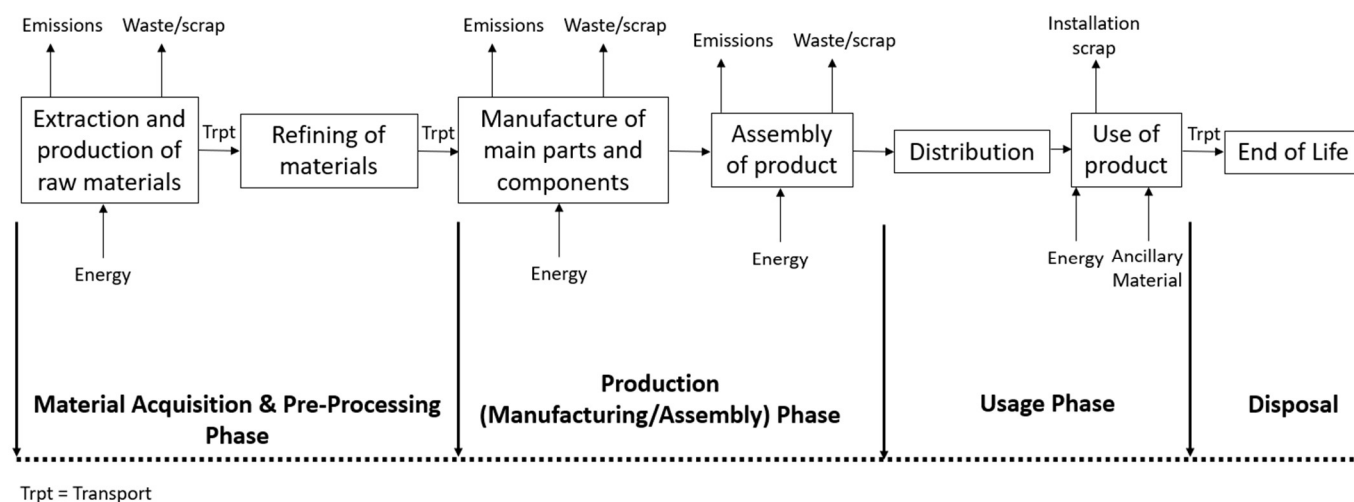 Emissions
Waste/scrap
Emissions
Waste/scrap
Emissions
Waste/scrap
Installation
scrap
Extraction and
production of
raw materials
Trpt
Refining of
materials
Trpt
Manufacture of
main parts and
components
Assembly
of product
Distribution
Use of
product
Trpt
End of Life
Energy
Energy
Energy
Energy
Ancillary
Material
Material Acquisition & Pre-Processing
Phase
Production
(Manufacturing/Assembly) Phase
Usage Phase
Disposal
Trpt = Transport